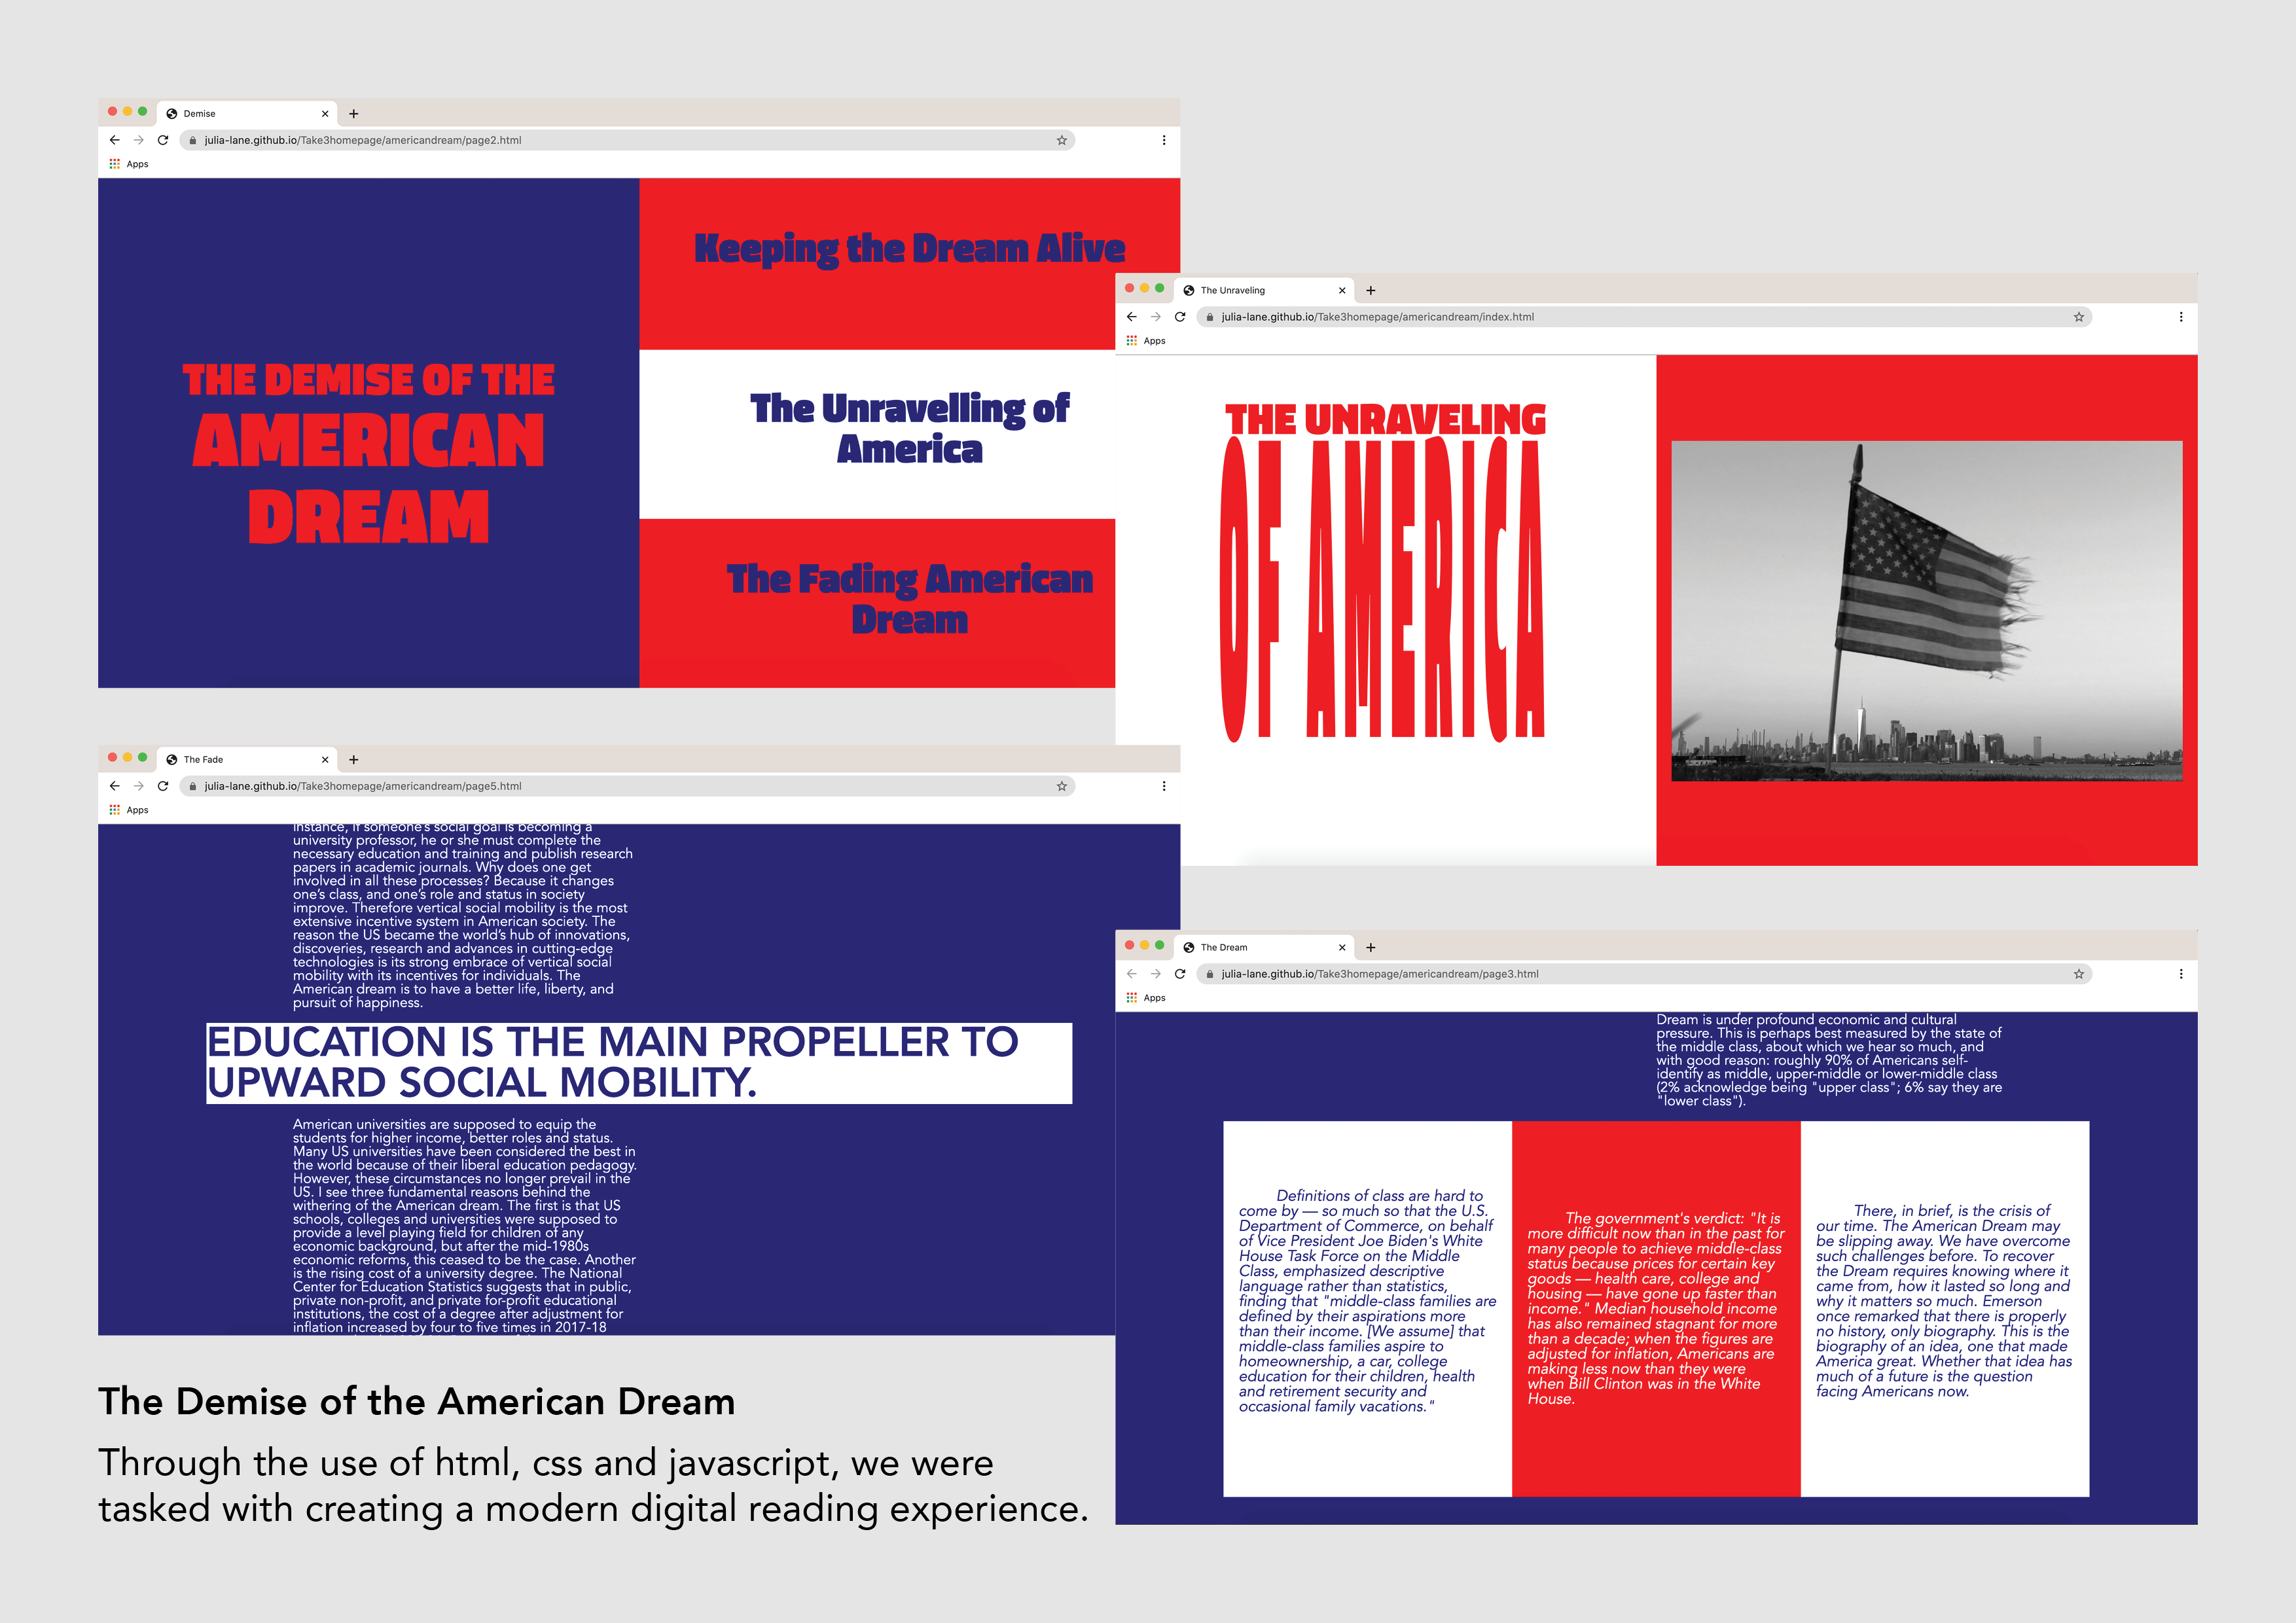 Demise
julia-lane.github.io/Take3homepage/americandream/page2.html
Apps
THE DEMISE OF THE
AMERICAN
DREAM
Keeping the Dream Alive
The Unravelling of
America
The Fading American
Dream
The Unraveling
julia-lane.github.io/Take3homepage/americandream/index.html
Apps
THE UNRAVELING
OF AMERICA
The Fade
julia-lane.github.io/Take3homepage/americandream/page5.html
Apps
instance, if someone's social goal is becoming a
university professor, he or she must complete the
necessary education and training and publish research
papers in academic journals. Why does one get
involved in all these processes? Because it changes
one's class, and one's role and status in society
improve. Therefore vertical social mobility is the most
extensive incentive system in American society. The
reason the US became the world's hub of innovations,
discoveries, research and advances in cutting-edge
technologies is its strong embrace of vertical social
mobility with its incentives for individuals. The
American dream is to have a better life, liberty, and
pursuit of happiness.
EDUCATION IS THE MAIN PROPELLER TO
UPWARD SOCIAL MOBILITY.
American universities are supposed to equip the
students for higher income, better roles and status.
Many US universities have been considered the best in
the world because of their liberal education pedagogy.
However, these circumstances no longer prevail in the
US. I see three fundamental reasons behind the
withering of the American dream. The first is that US
schools, colleges and universities were supposed to
provide a level playing field for children of any
economic background, but after the mid-1980s
economic reforms, this ceased to be the case. Another
is the rising cost of a university degree. The National
Center for Education Statistics suggests that in public,
private non-profit, and private for-profit educational
institutions, the cost of a degree after adjustment for
inflation increased by four to five times in 2017-18
The Dream
julia-lane.github.io/Take3homepage/americandream/page3.html
Apps
Dream is under profound economic and cultural
pressure. This is perhaps best measured by the state of
the middle class, about which we hear so much, and
with good reason: roughly 90% of Americans self-
identify as middle, upper-middle or lower-middle class
(2% acknowledge being "upper class"; 6% say they are
"lower class").
Definitions of class are hard to
come by — so much so that the U.S.
Department of Commerce, on behalf
of Vice President Joe Biden's White
House Task Force on the Middle
Class, emphasized descriptive
language rather than statistics,
finding that "middle-class families are
defined by their aspirations more
than their income. [We assume] that
middle-class families aspire to
homeownership, a car, college
education for their children, health
and retirement security and
occasional family vacations."
The government's verdict: "It is
more difficult now than in the past for
many people to achieve middle-class
status because prices for certain key
goods — health care, college and
housing — have gone up faster than
income." Median household income
has also remained stagnant for more
than a decade; when the figures are
adjusted for inflation, Americans are
making less now than they were
when Bill Clinton was in the White
House.
There, in brief, is the crisis of
our time. The American Dream may
be slipping away. We have overcome
such challenges before. To recover
the Dream requires knowing where it
came from, how it lasted so long and
why it matters so much. Emerson
once remarked that there is properly
no history, only biography. This is the
biography of an idea, one that made
America great. Whether that idea has
much of a future is the question
facing Americans now.
The Demise of the American Dream
Through the use of html, css and javascript, we were
tasked with creating a modern digital reading experience.